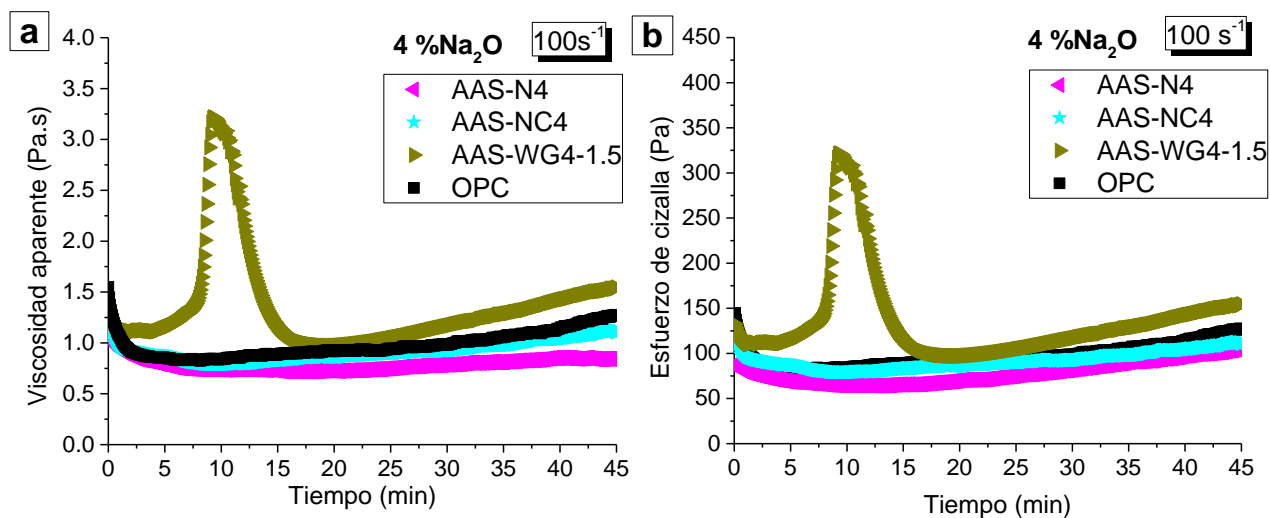 a
4 %Na₂O
100s⁻¹
AAS-N4
AAS-NC4
AAS-WG4-1.5
OPC
Viscosidad aparente (Pa.s)
4.0
3.5
3.0
2.5
2.0
1.5
1.0
0.5
0.0
0 5 10 15 20 25 30 35 40 45
Tiempo (min)
b
4 %Na₂O
100 s⁻¹
AAS-N4
AAS-NC4
AAS-WG4-1.5
OPC
Esfuerzo de cizalla (Pa)
450
400
350
300
250
200
150
100
50
0
0 5 10 15 20 25 30 35 40 45
Tiempo (min)